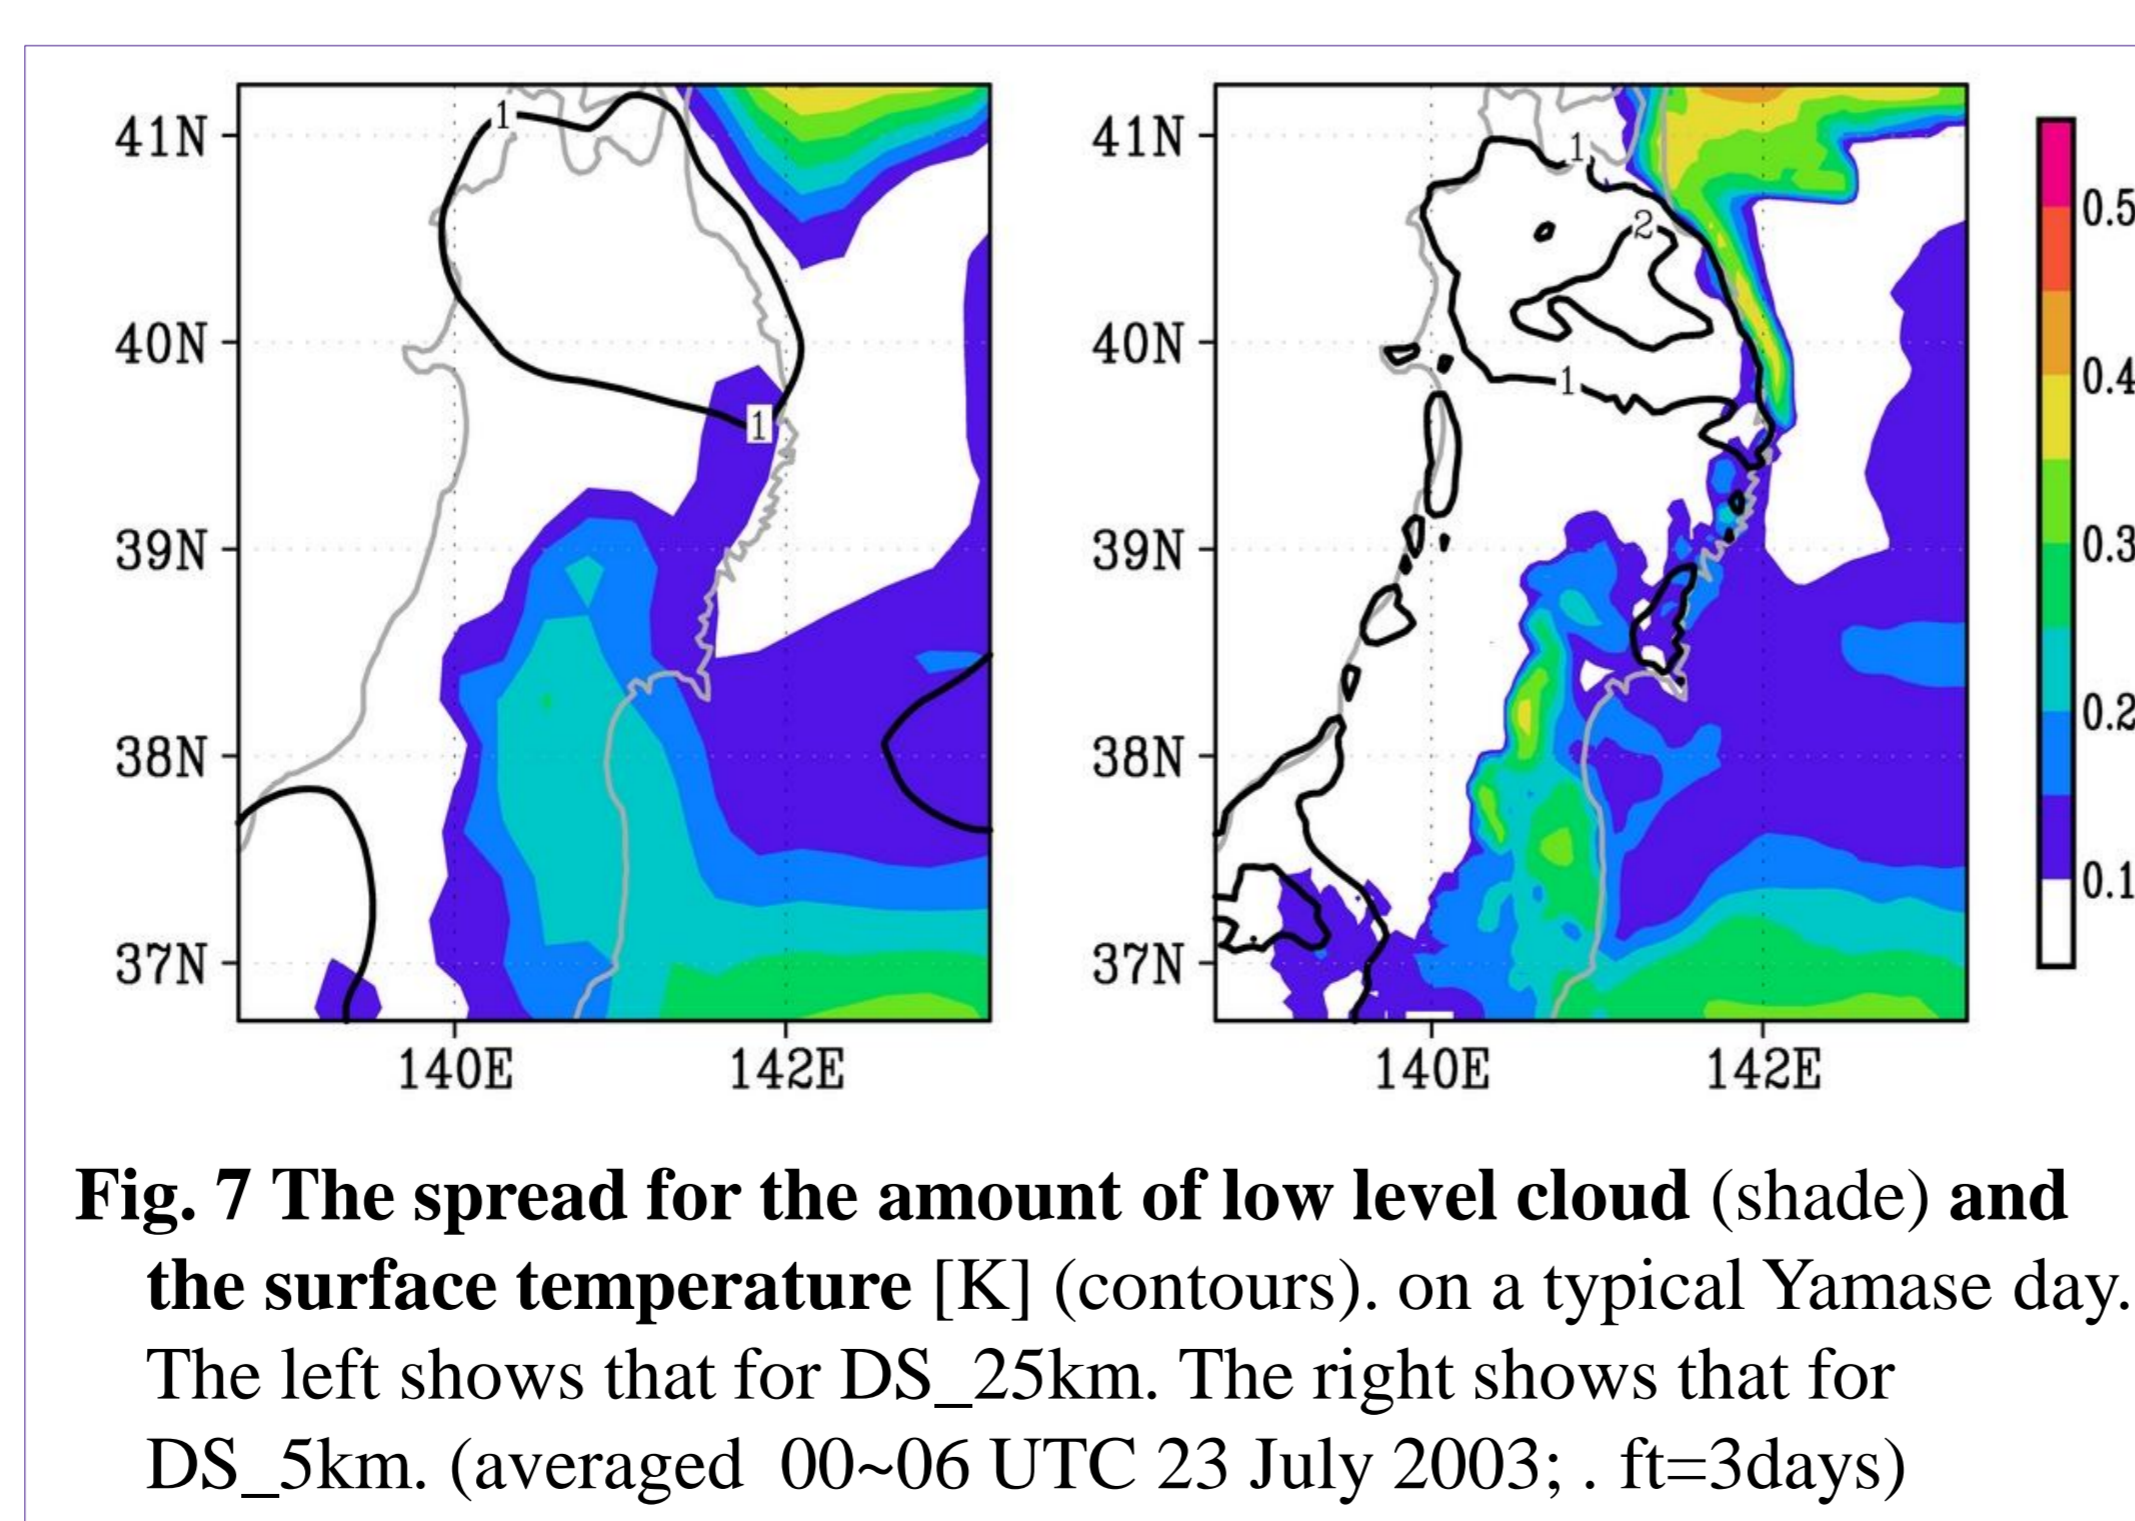 1
1
41N
40N
39N
38N
37N
140E
142E
1
2
1
41N
40N
39N
38N
37N
140E
142E
0.5
0.4
0.3
0.2
0.1
Fig. 7 The spread for the amount of low level cloud (shade) and
the surface temperature [K] (contours). on a typical Yamase day.
The left shows that for DS_25km. The right shows that for
DS_5km. (averaged 00~06 UTC 23 July 2003; . ft=3days)